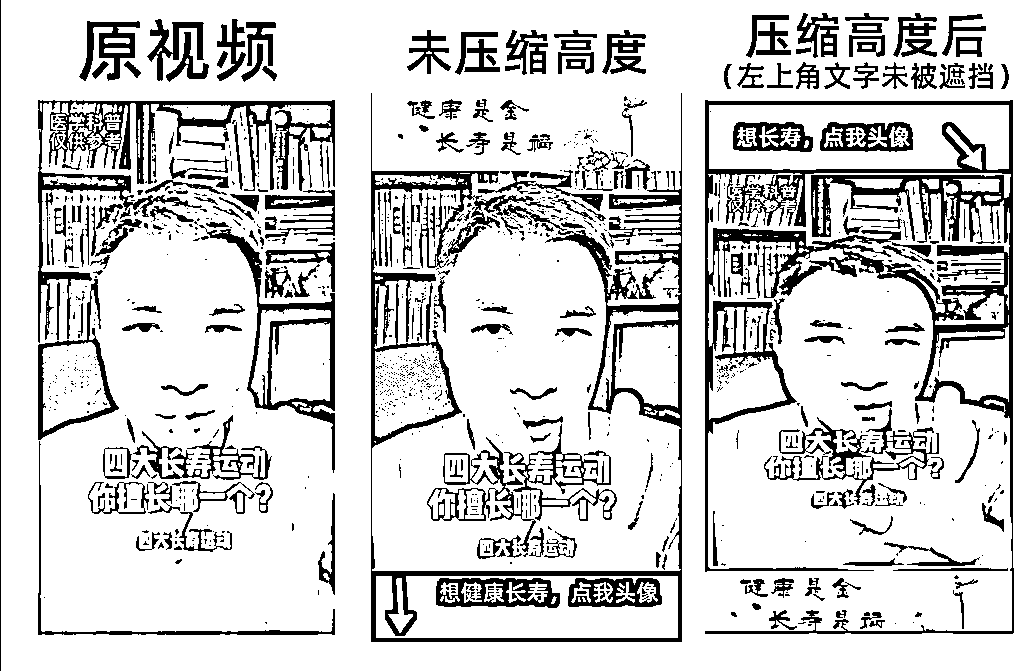 原视频
医学科普
仅供参考
四大长寿运动
你擅长哪一个?
四大长寿运动
未压缩高度
健康是金
长寿是福
四大长寿运动
你擅长哪一个?
四大长寿运动
想健康长寿，点我头像
压缩高度后
（左上角文字未被遮挡）
想长寿，点我头像
医学科普
仅供参考
四大长寿运动
你擅长哪一个?
四大长寿运动
健康是金
长寿是福